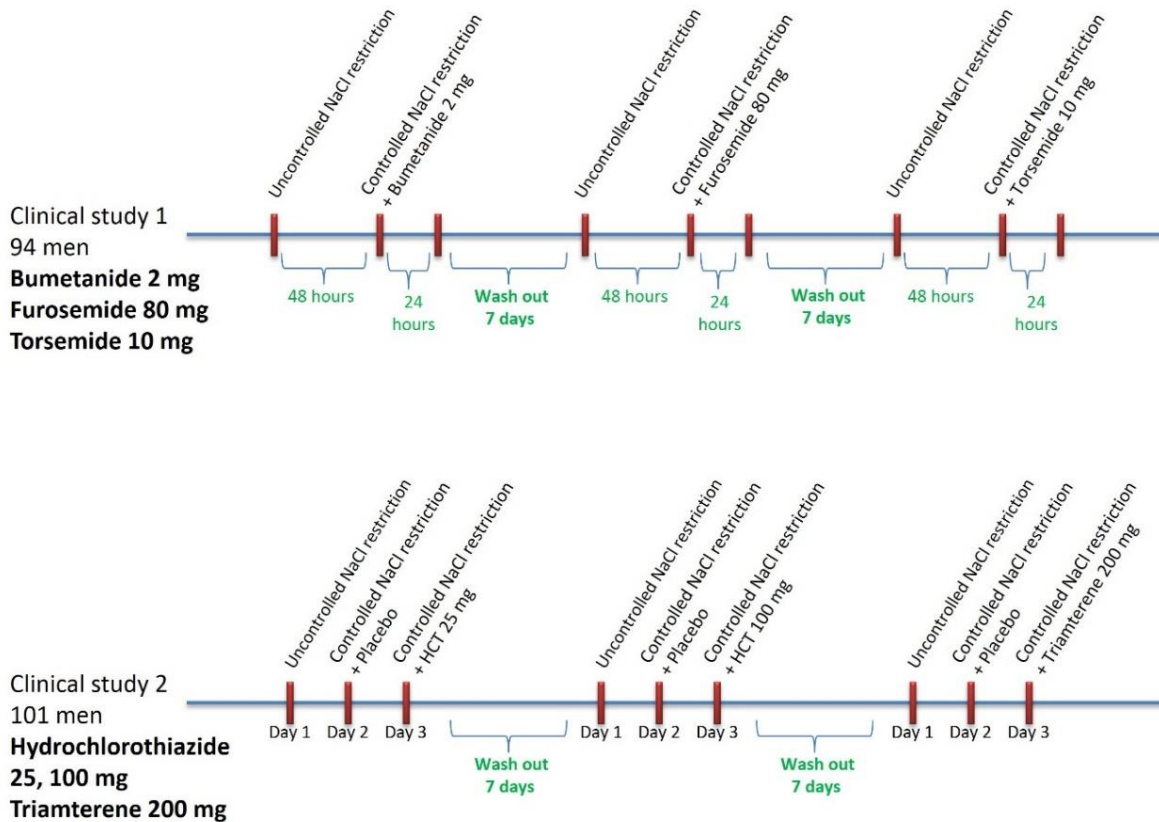 Uncontrolled NaCl restriction
Controlled NaCl restriction
+ Bumetanide 2 mg
Uncontrolled NaCl restriction
Controlled NaCl restriction
+ Furosemide 80 mg
Uncontrolled NaCl restriction
Controlled NaCl restriction
+ Torsemide 10 mg
Clinical study 1
94 men
Bumetanide 2 mg
Furosemide 80 mg
Torsemide 10 mg
48 hours
24
hours
Wash out
7 days
48 hours
24
hours
Wash out
7 days
48 hours
24
hours
Uncontrolled NaCl restriction
Controlled NaCl restriction
+ Placebo
Controlled NaCl restriction
+ HCT 25 mg
Uncontrolled NaCl restriction
Controlled NaCl restriction
+ Placebo
Controlled NaCl restriction
+ HCT 100 mg
Uncontrolled NaCl restriction
Controlled NaCl restriction
+ Placebo
Controlled NaCl restriction
+ Triamterene 200 mg
Clinical study 2
101 men
Hydrochlorothiazide
25, 100 mg
Triamterene 200 mg
Day 1
Day 2
Day 3
Wash out
7 days
Day 1
Day 2
Day 3
Wash out
7 days
Day 1
Day 2
Day 3